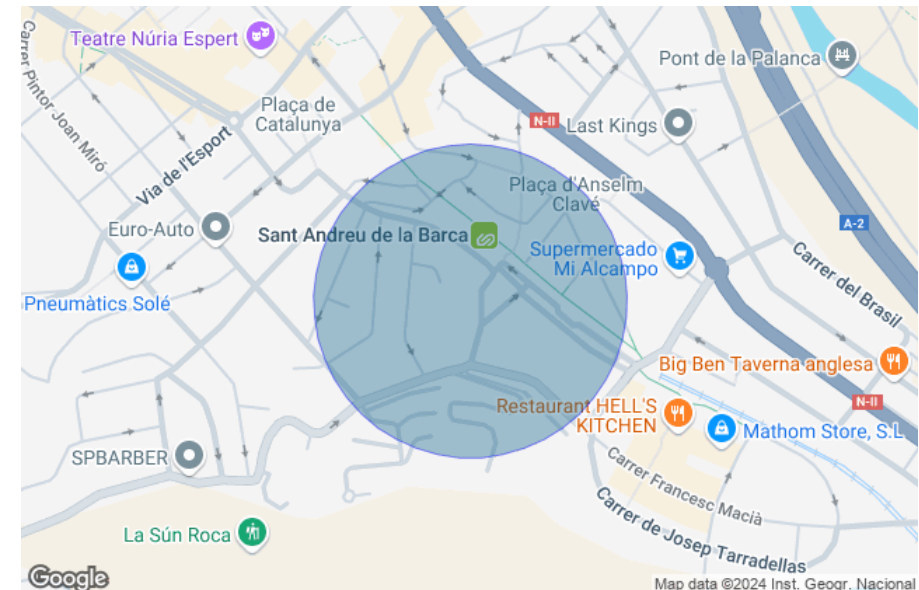 Teatre Núria Espert
Carrer Pintor Joan Miró
Plaça de
Catalunya
Via de l'Esport
Pont de la Palanca
N-II
Last Kings
A-2
Plaça d'Anselm
Clavé
Euro-Auto
Sant Andreu de la Barca
Supermercado
Mi Alcampo
Carrer del Brasil
Pneumàtics Solé
Big Ben Taverna anglesa
N-II
Restaurant HELL'S
KITCHEN
Mathom Store, S.L
SPBARBER
Carrer Francesc Macià
Carrer de Josep Tarradellas
La Sún Roca
Google
Map data ©2024 Inst. Geogr. Nacional